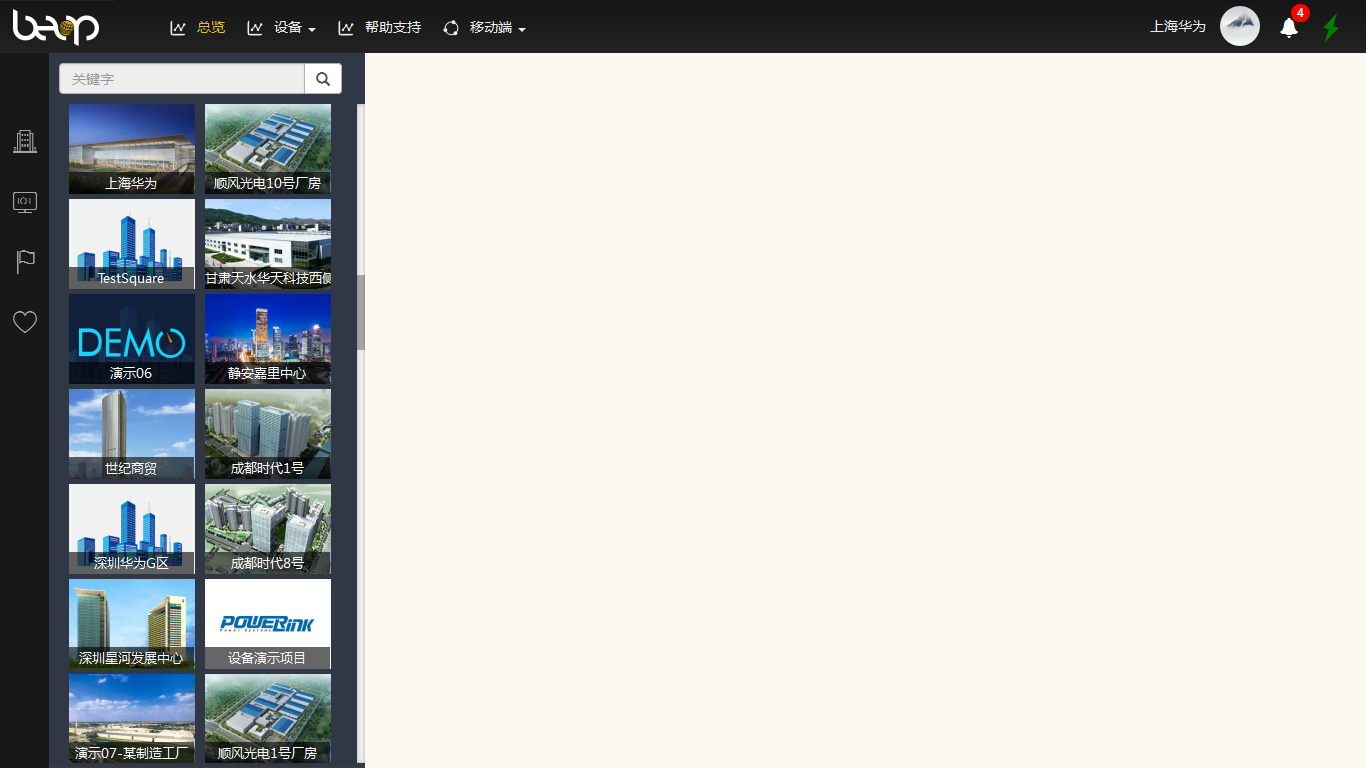 beop
总览
设备
帮助支持
移动端
上海华为
4
关键字
上海华为
顺风光电10号厂房
TestSquare
甘肃天水华天科技西侧
DEMO
演示06
静安嘉里中心
世纪商贸
成都时代1号
深圳华为G区
成都时代8号
深圳星河发展中心
POWERink
Power Systems
设备演示项目
演示07-某制造工厂
顺风光电1号厂房